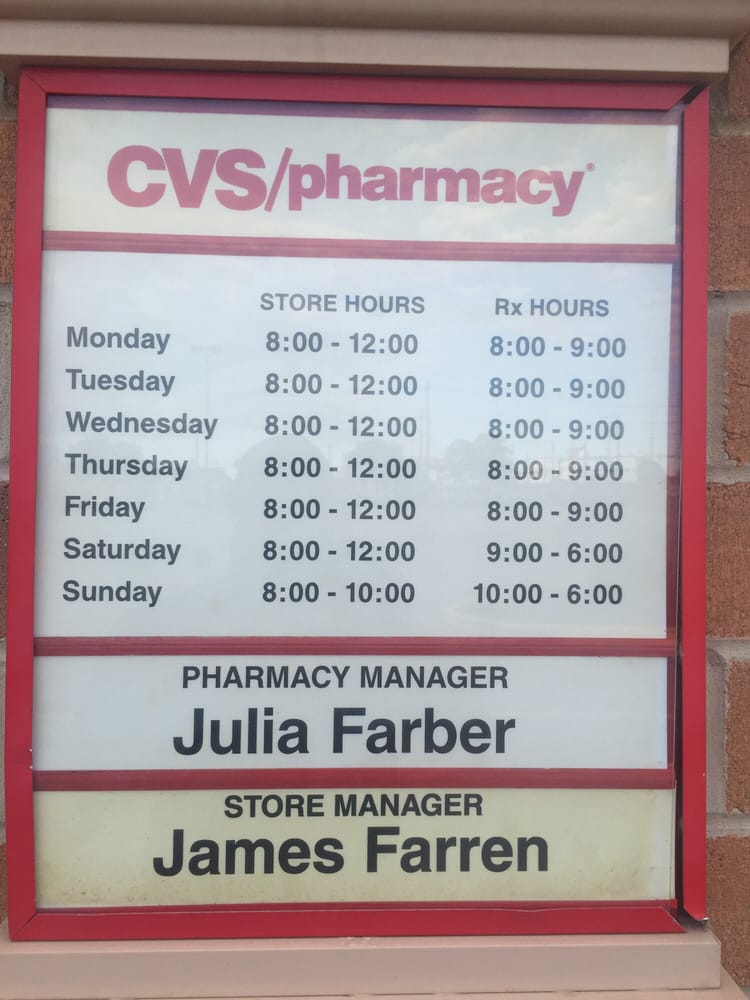 CVS/pharmacy®
STORE HOURS Rx HOURS
Monday 8:00 - 12:00 8:00 - 9:00
Tuesday 8:00 - 12:00 8:00 - 9:00
Wednesday 8:00 - 12:00 8:00 - 9:00
Thursday 8:00 - 12:00 8:00 - 9:00
Friday 8:00 - 12:00 8:00 - 9:00
Saturday 8:00 - 12:00 9:00 - 6:00
Sunday 8:00 - 10:00 10:00 - 6:00
PHARMACY MANAGER
Julia Farber
STORE MANAGER
James Farren